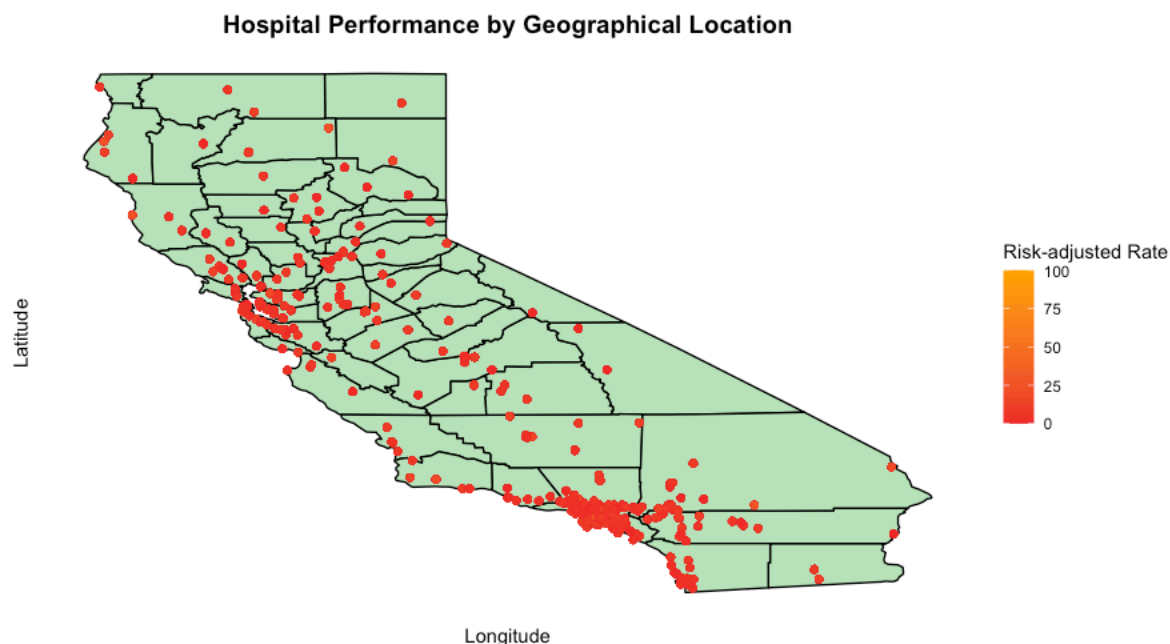 Hospital Performance by Geographical Location
Latitude
Longitude
Risk-adjusted Rate
100
75
50
25
0